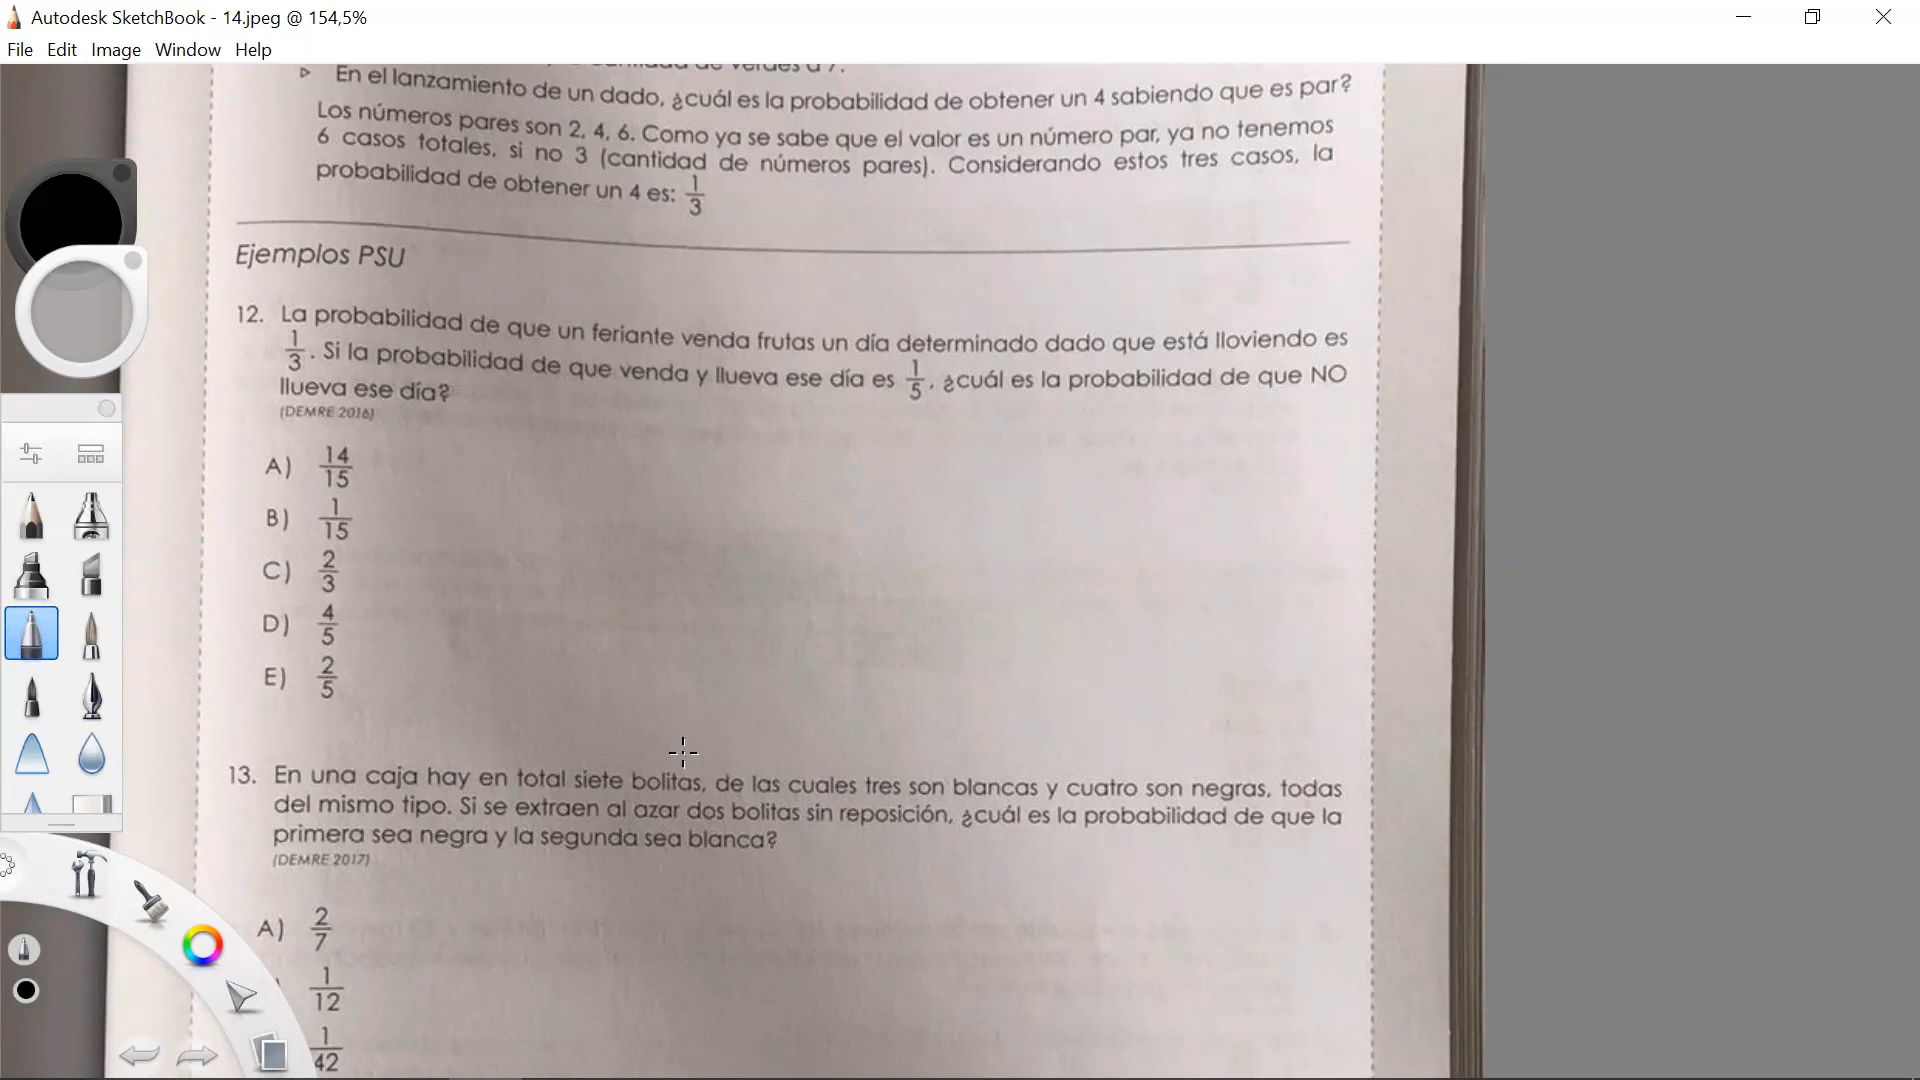 Autodesk SketchBook - 14.jpeg @ 154,5%
File Edit Image Window Help
verdes a 7.
▹ En el lanzamiento de un dado, ¿cuál es la probabilidad de obtener un 4 sabiendo que es par?
Los números pares son 2, 4, 6. Como ya se sabe que el valor es un número par, ya no tenemos
6 casos totales, si no 3 (cantidad de números pares). Considerando estos tres casos, la
probabilidad de obtener un 4 es: 1/3
Ejemplos PSU
12. La probabilidad de que un feriante venda frutas un día determinado dado que está lloviendo es
1/3. Si la probabilidad de que venda y llueva ese día es 1/5, ¿cuál es la probabilidad de que NO
llueva ese día?
(DEMRE 2016)
A) 14/15
B) 1/15
C) 2/3
D) 4/5
E) 2/5
13. En una caja hay en total siete bolitas, de las cuales tres son blancas y cuatro son negras, todas
del mismo tipo. Si se extraen al azar dos bolitas sin reposición, ¿cuál es la probabilidad de que la
primera sea negra y la segunda sea blanca?
(DEMRE 2017)
A) 2/7
1/12
1/42